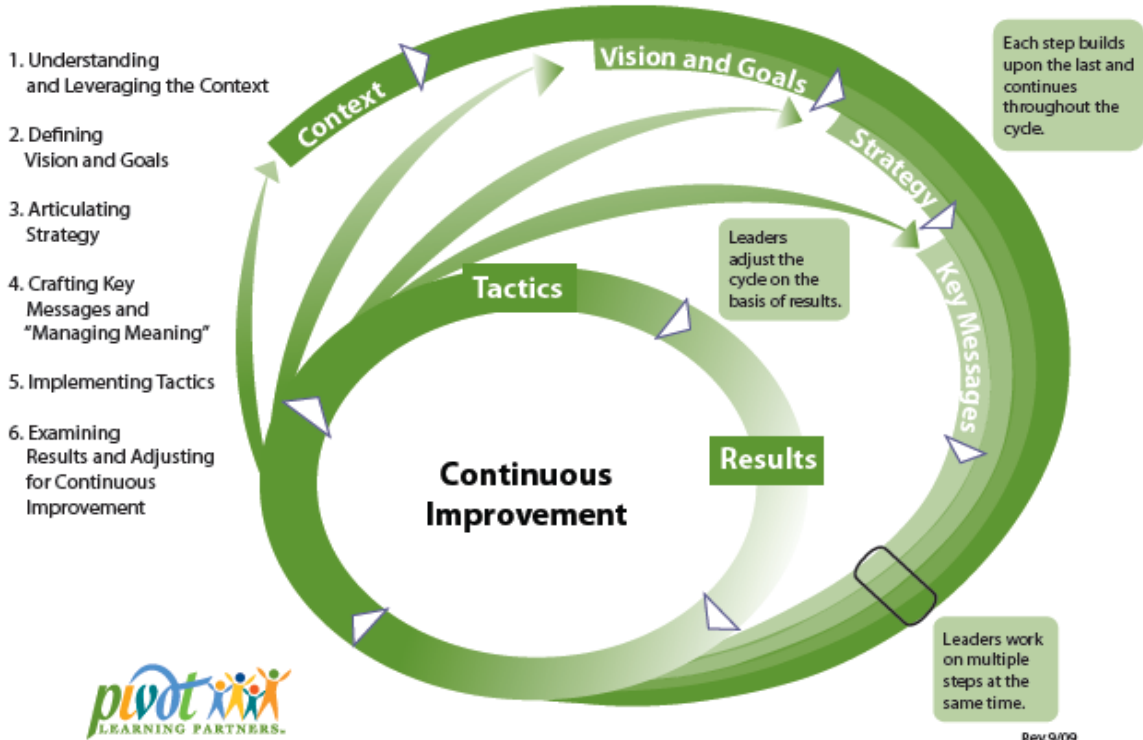 1. Understanding
and Leveraging the Context
2. Defining
Vision and Goals
3. Articulating
Strategy
4. Crafting Key
Messages and
“Managing Meaning”
5. Implementing Tactics
6. Examining
Results and Adjusting
for Continuous
Improvement
Context
Vision and Goals
Strategy
Key Messages
Each step builds
upon the last and
continues
throughout the
cycle.
Leaders
adjust the
cycle on the
basis of results.
Tactics
Results
Continuous
Improvement
Leaders work
on multiple
steps at the
same time.
pivot
LEARNING PARTNERS
Rev 9/09